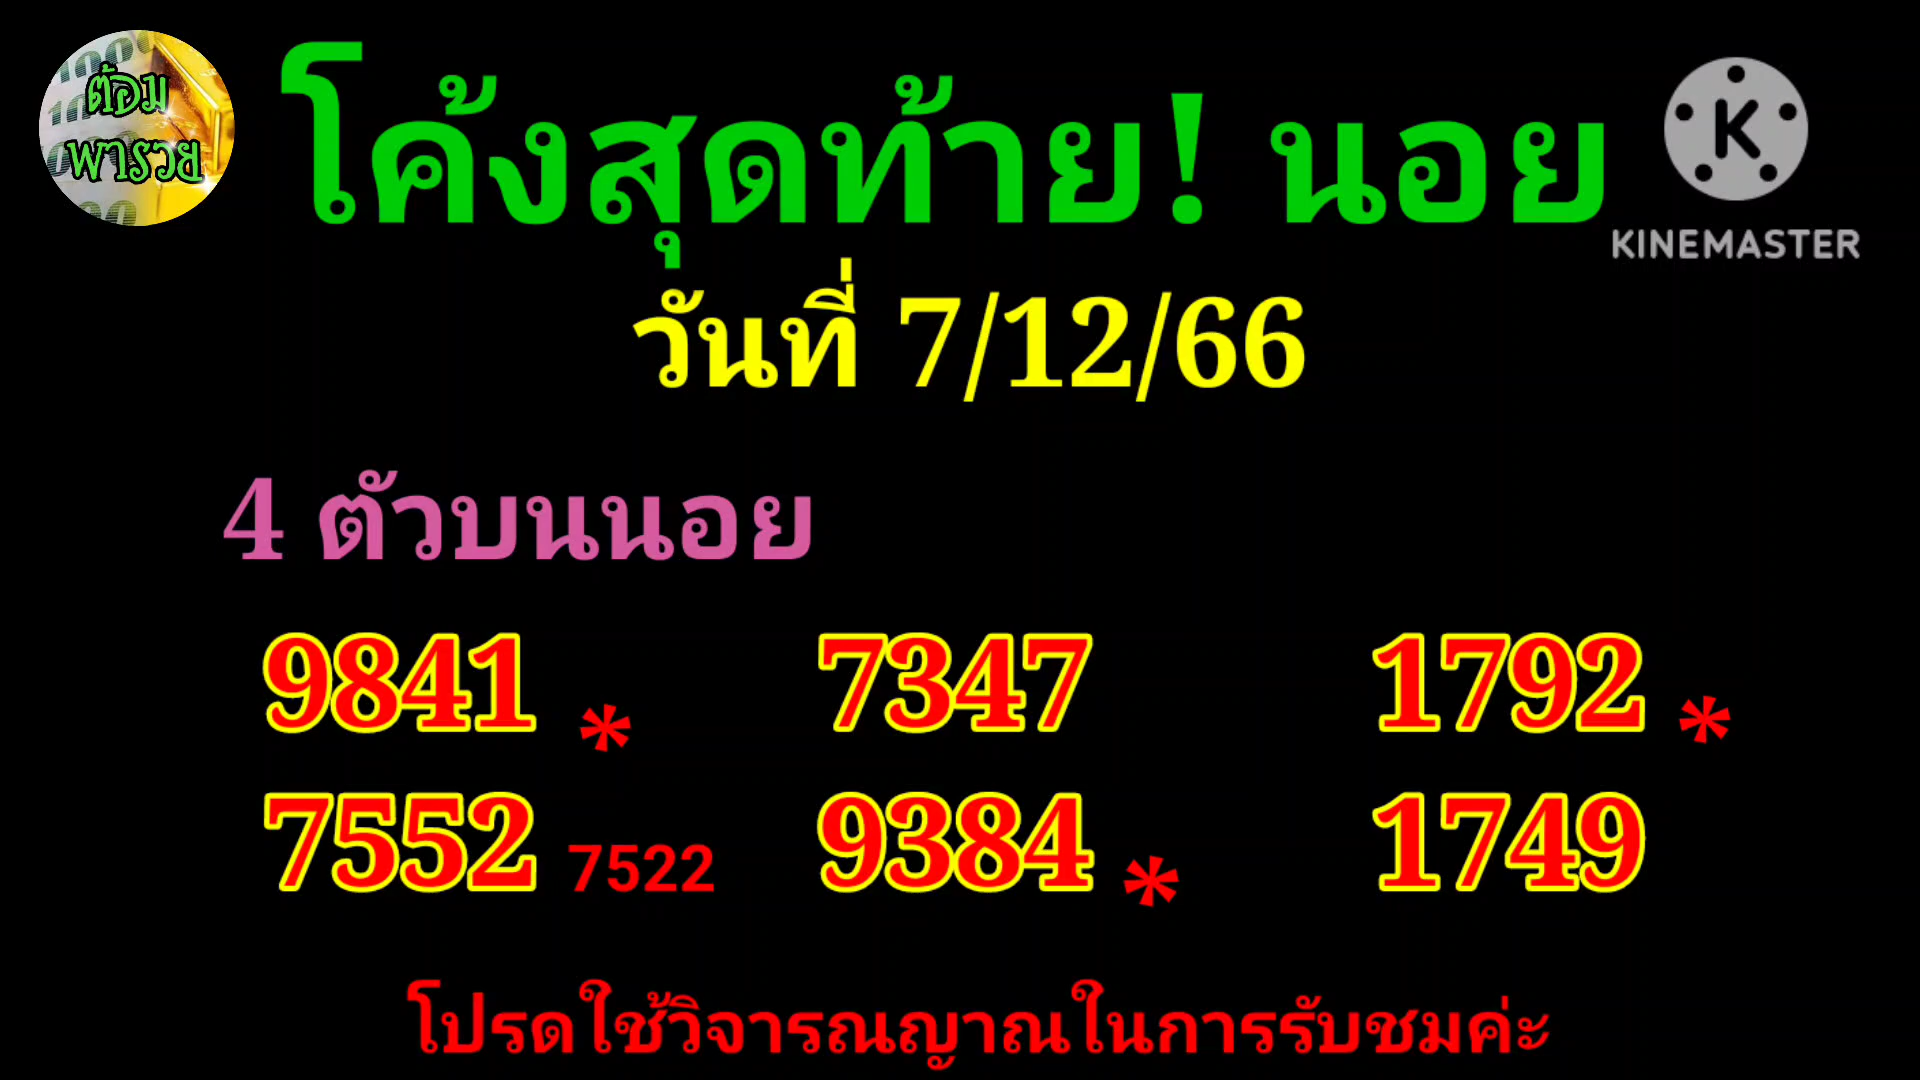 ต้อม
พารวย
โค้งสุดท้าย! นอย
KINEMASTER
วันที่ 7/12/66
4 ตัวบนนอย
9841 * 7347 1792 *
7552 7522 9384 * 1749
โปรดใช้วิจารณญาณในการรับชมค่ะ